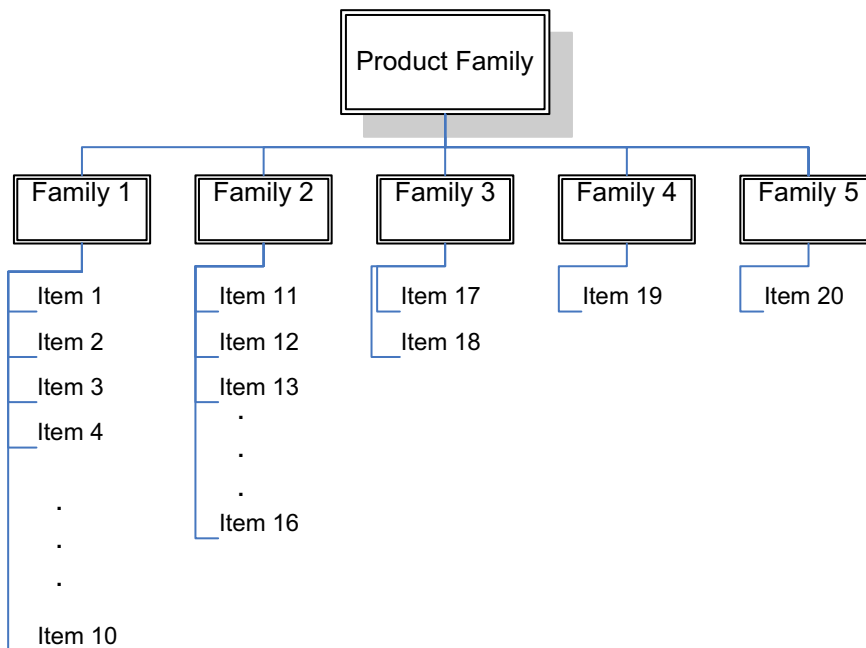 Product Family
Family 1
Family 2
Family 3
Family 4
Family 5
Item 1
Item 2
Item 3
Item 4
.
.
.
Item 10
Item 11
Item 12
Item 13
.
.
.
Item 16
Item 17
Item 18
Item 19
Item 20